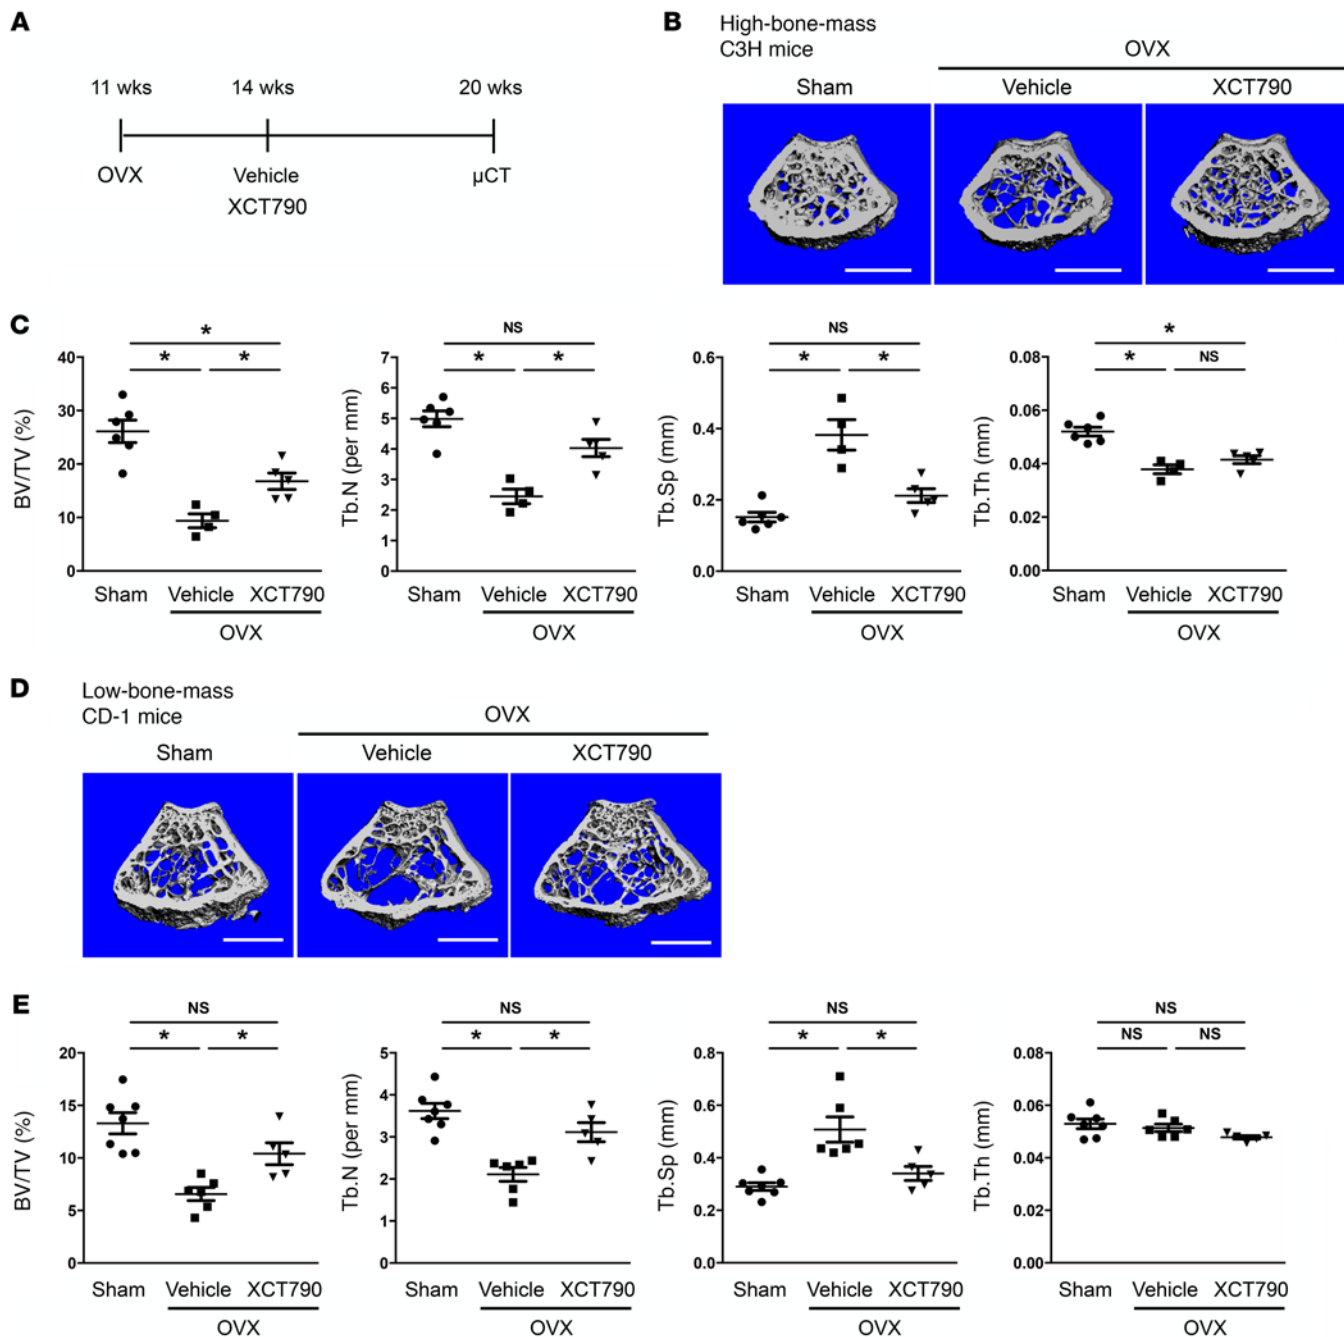 A
11 wks 14 wks 20 wks
OVX Vehicle µCT
XCT790
B High-bone-mass
C3H mice OVX
Sham Vehicle XCT790
C
* NS NS *
* * * * * * * NS
BV/TV (%)
40
30
20
10
0
Sham Vehicle XCT790
OVX
Tb.N (per mm)
7
6
5
4
3
2
1
0
Sham Vehicle XCT790
OVX
Tb.Sp (mm)
0.6
0.4
0.2
0.0
Sham Vehicle XCT790
OVX
Tb.Th (mm)
0.08
0.06
0.04
0.02
0.00
Sham Vehicle XCT790
OVX
D Low-bone-mass
CD-1 mice OVX
Sham Vehicle XCT790
E
NS NS NS NS
* * * * * * NS NS
BV/TV (%)
20
15
10
5
0
Sham Vehicle XCT790
OVX
Tb.N (per mm)
5
4
3
2
1
0
Sham Vehicle XCT790
OVX
Tb.Sp (mm)
0.8
0.6
0.4
0.2
0.0
Sham Vehicle XCT790
OVX
Tb.Th (mm)
0.08
0.06
0.04
0.02
0.00
Sham Vehicle XCT790
OVX